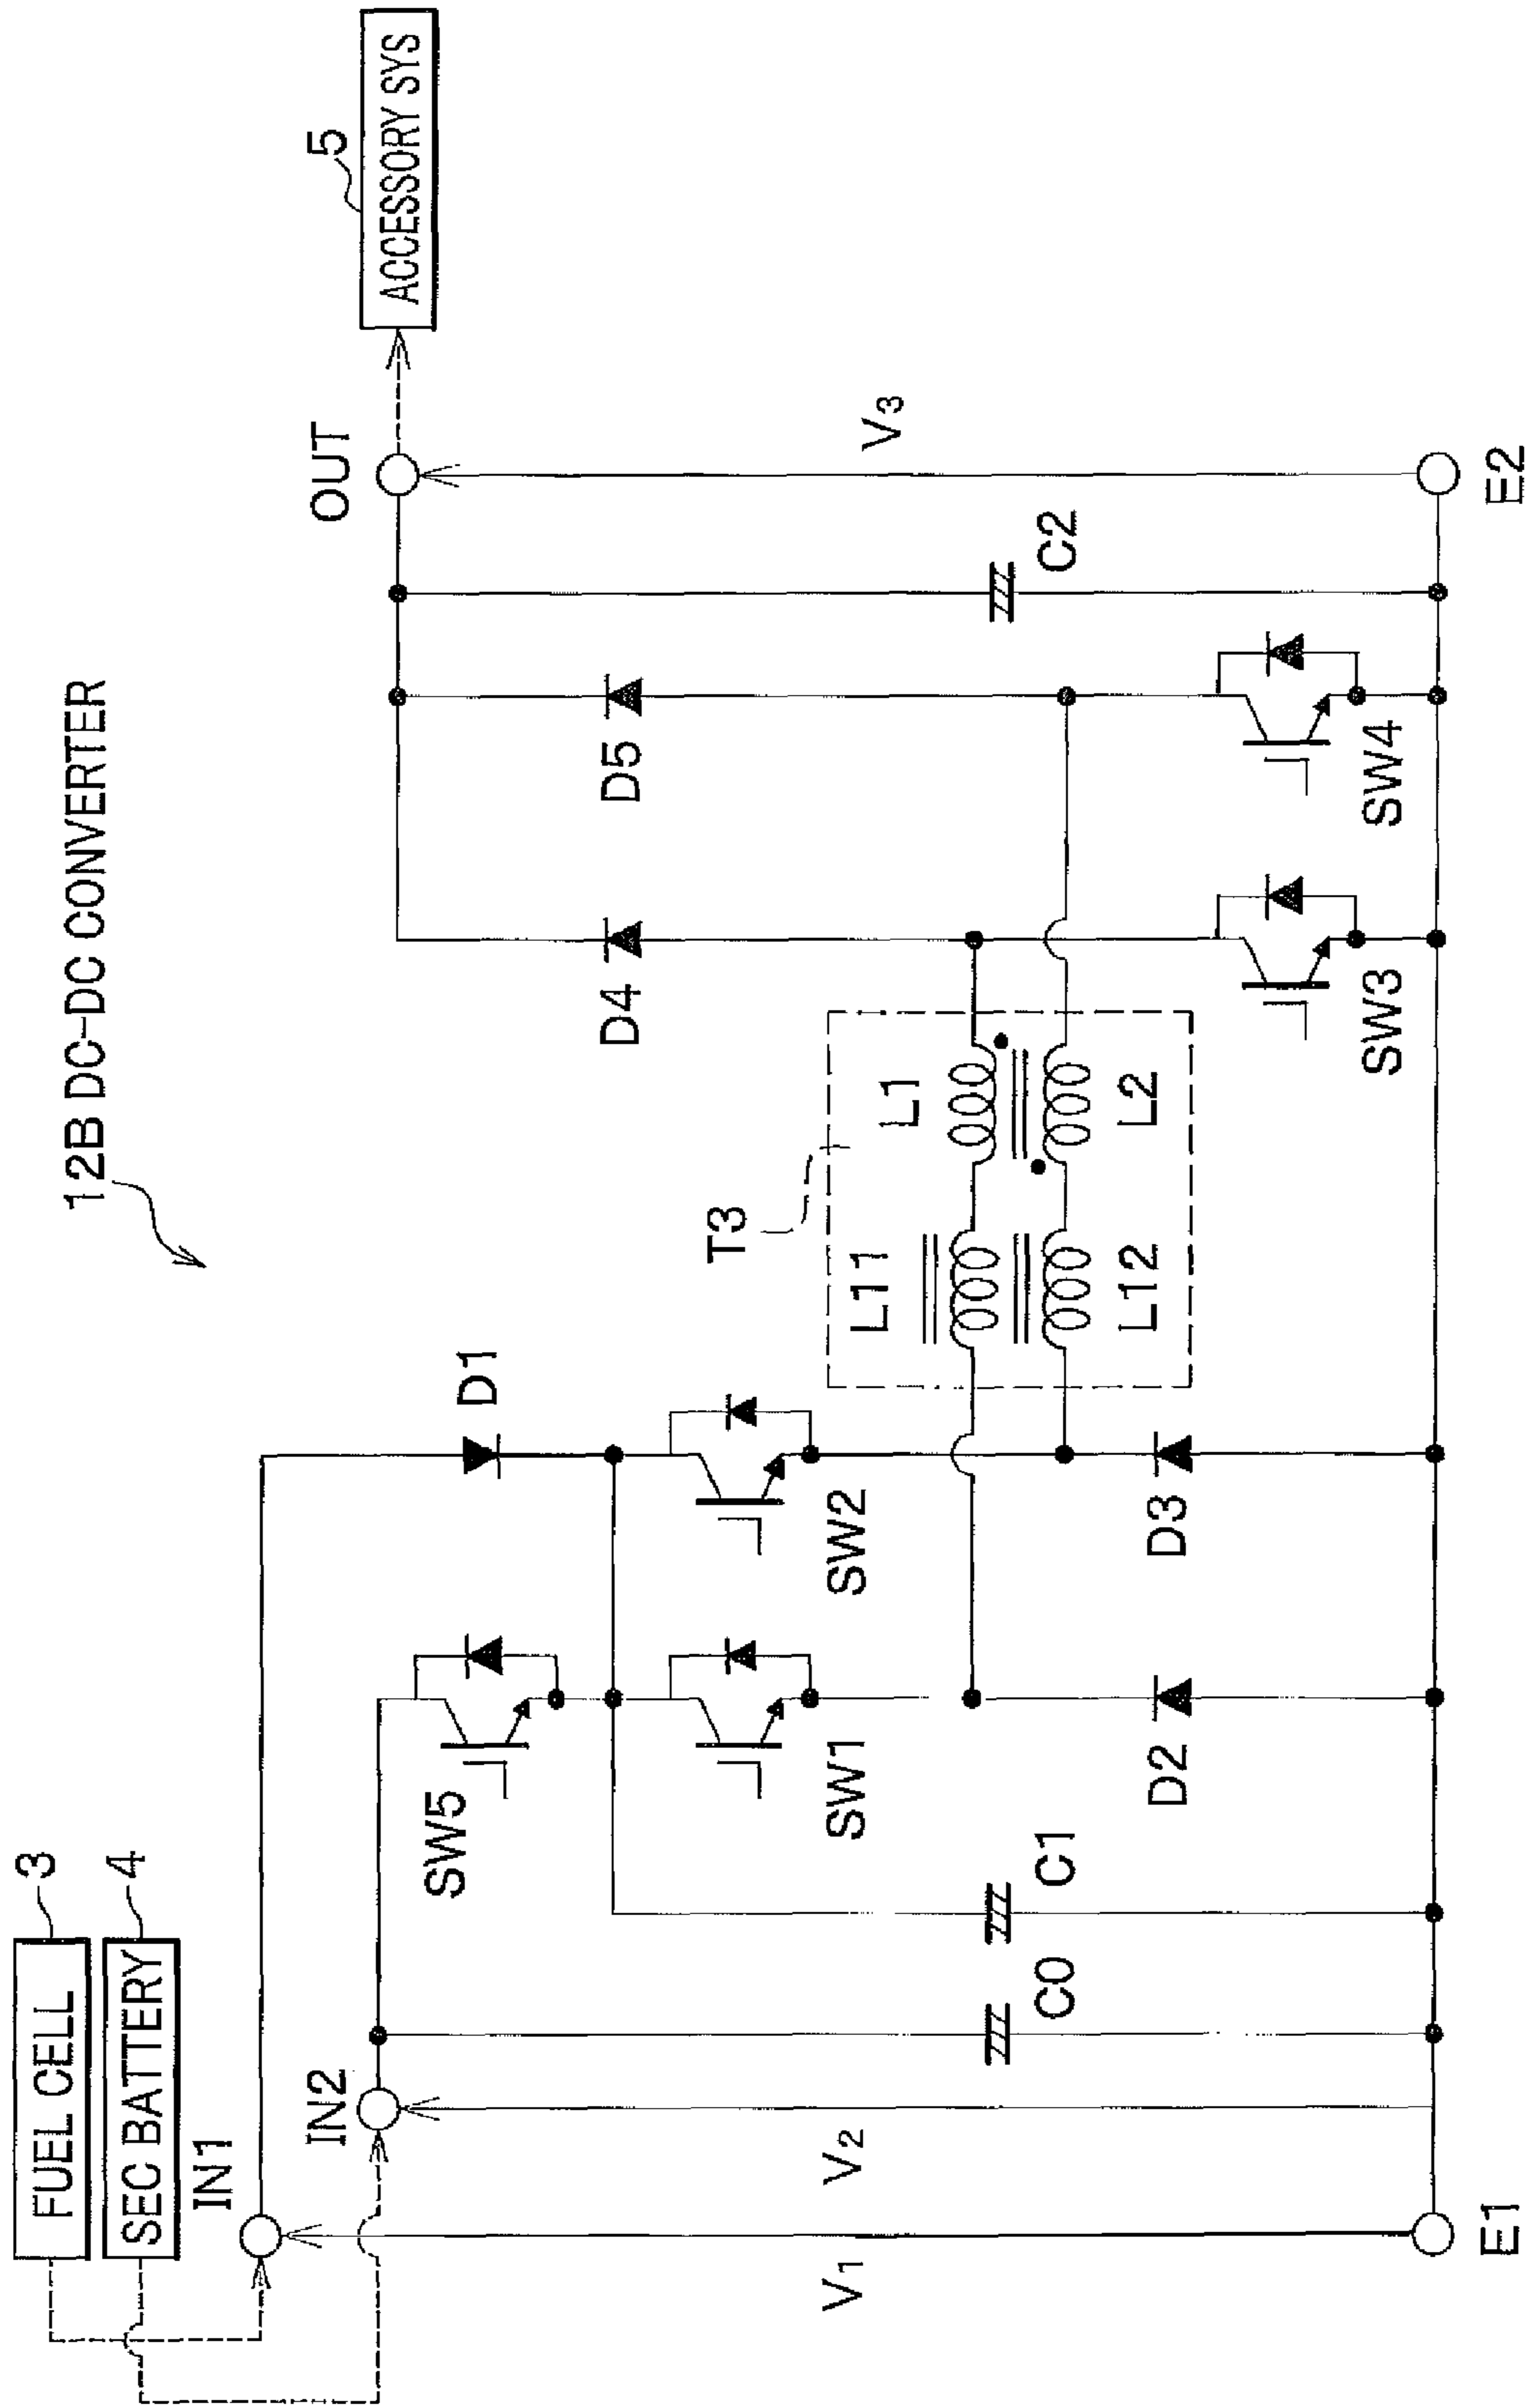 12B DC-DC CONVERTER
3
FUEL CELL
4
SEC BATTERY
5
ACCESSORY SYS
IN1
IN2
OUT
SW5
D1
D4
D5
SW1
SW2
T3
L11
L1
L12
L2
V1
V2
V3
C0
C1
C2
D2
D3
SW3
SW4
E1
E2